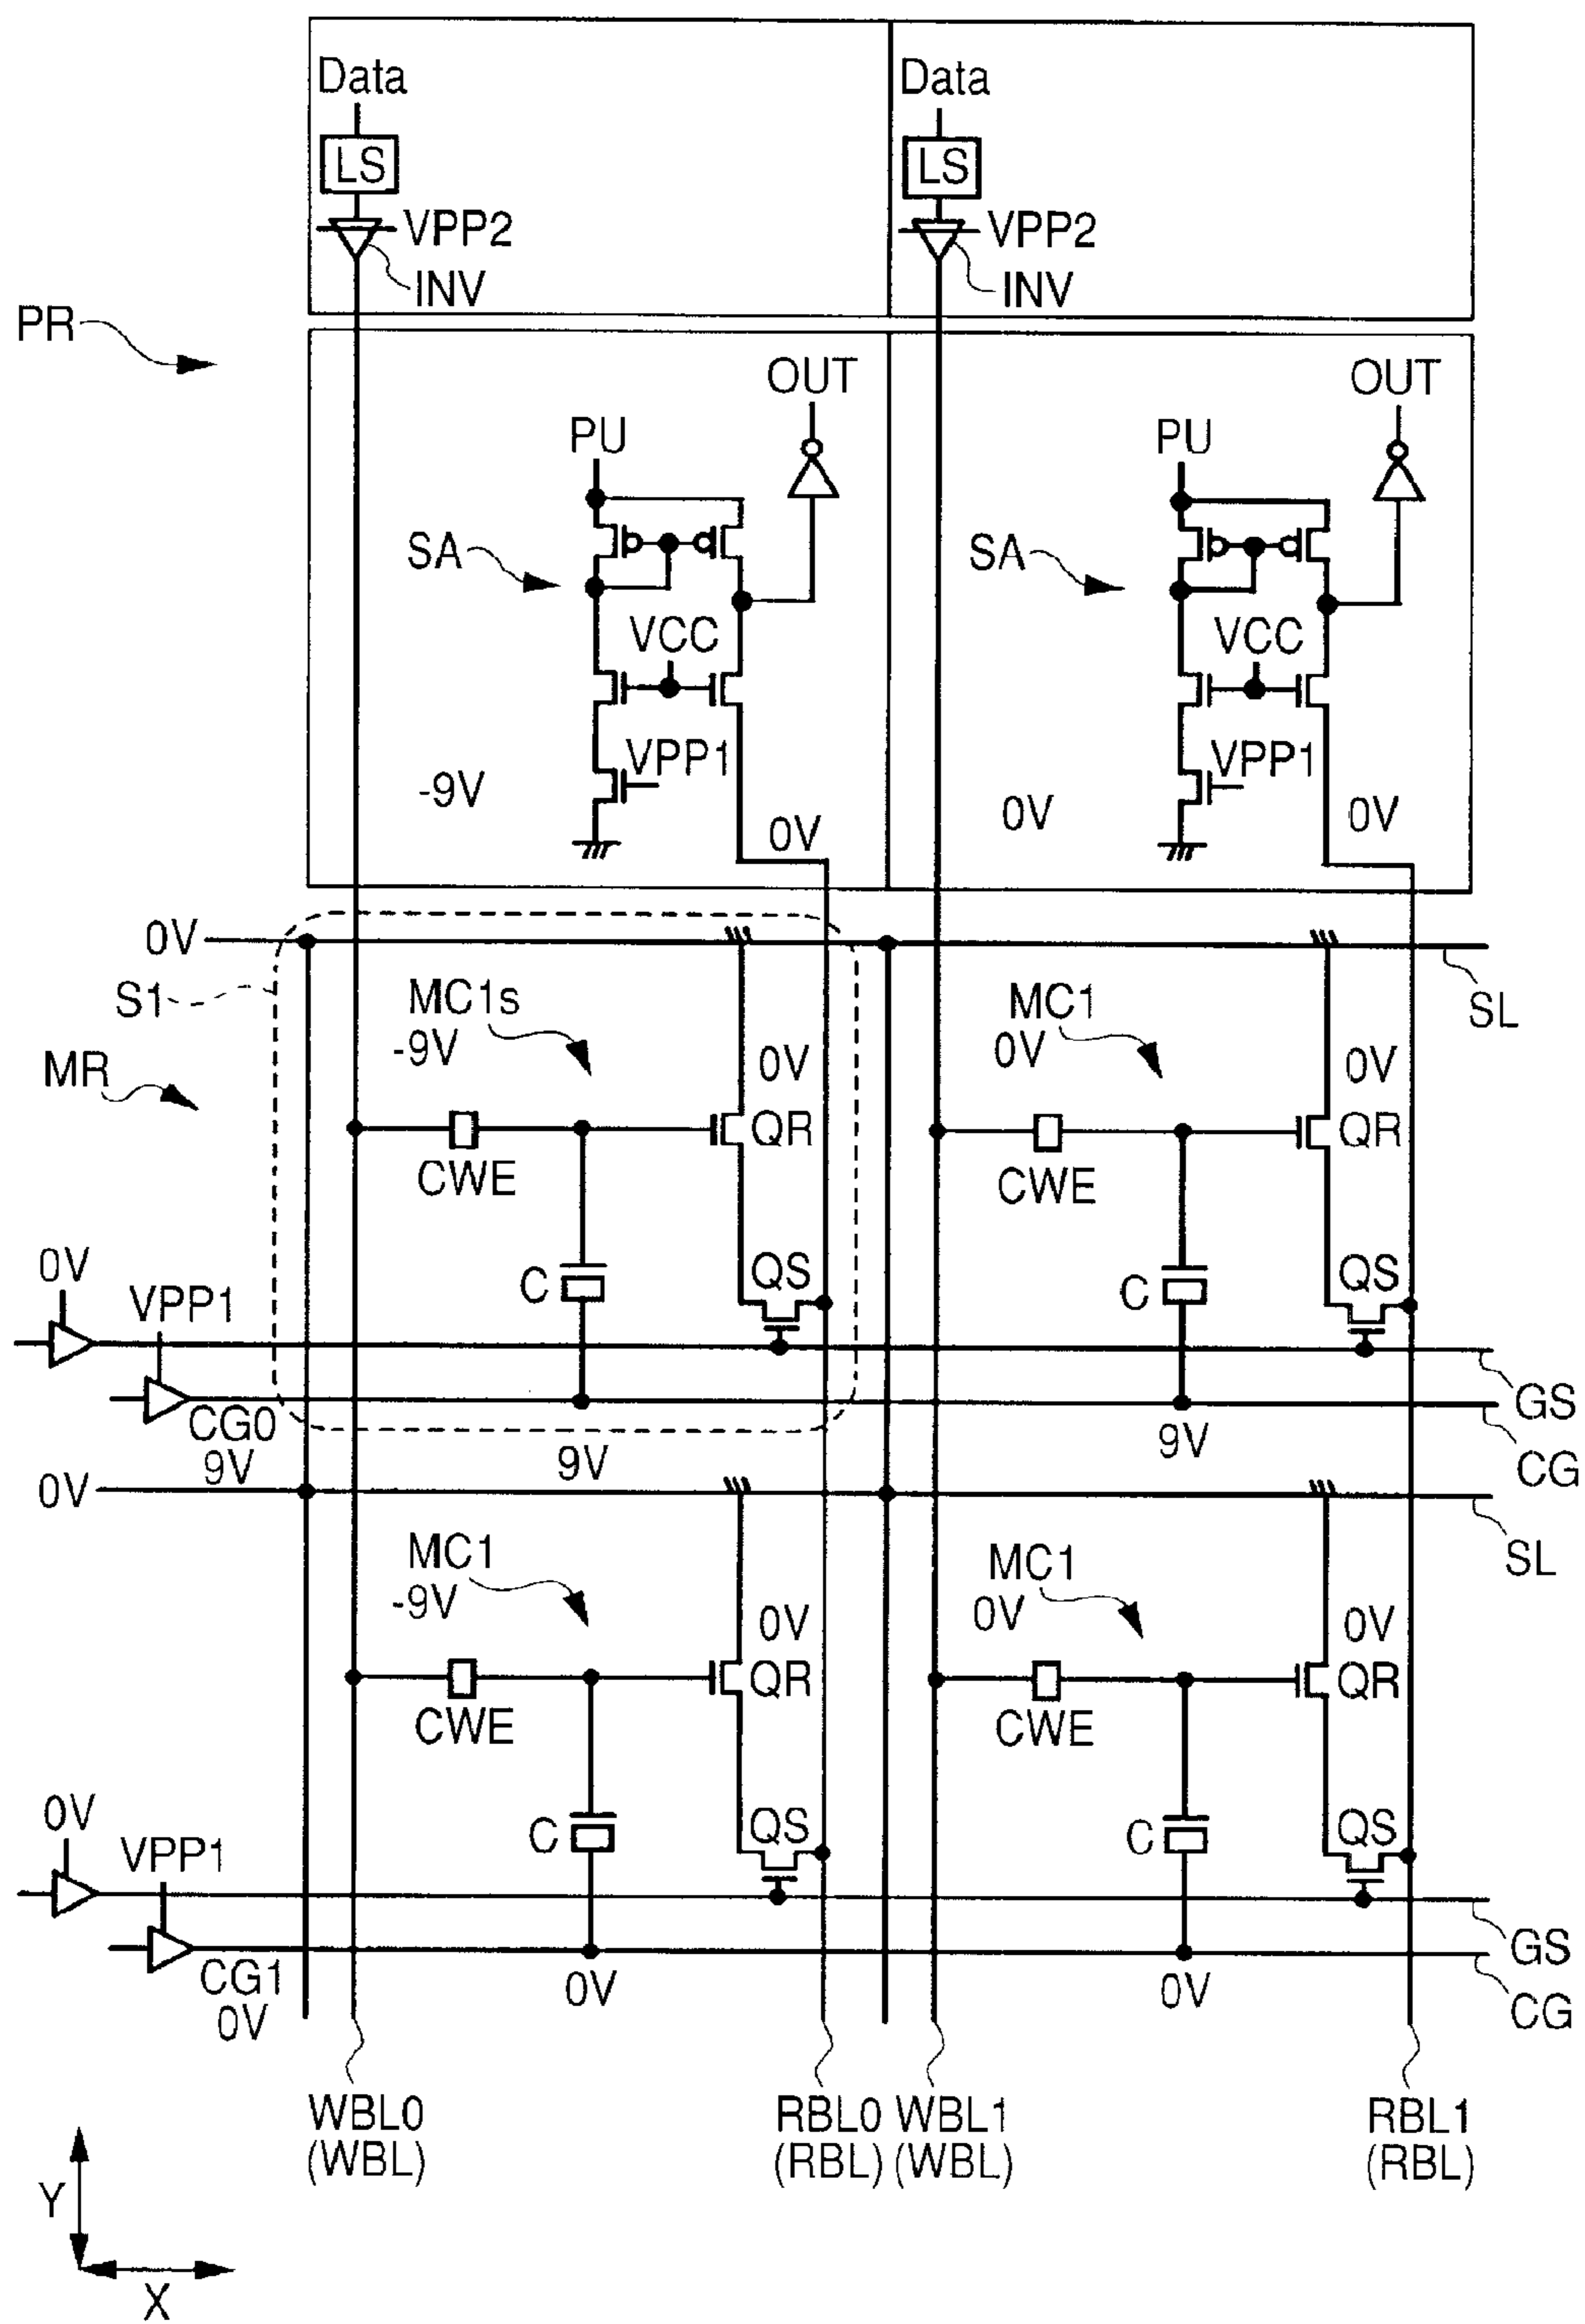 Data
Data
LS
LS
VPP2
VPP2
INV
INV
PR
OUT
OUT
PU
PU
SA
SA
VCC
VCC
VPP1
VPP1
-9V
0V
0V
0V
0V
S1
SL
MC1s
-9V
MC1
0V
MR
0V
0V
QR
QR
CWE
CWE
0V
QS
QS
VPP1
C
C
GS
CG0
9V
9V
9V
CG
0V
SL
MC1
-9V
MC1
0V
0V
0V
QR
QR
CWE
CWE
0V
QS
QS
VPP1
C
C
GS
CG1
0V
0V
0V
CG
WBL0
(WBL)
RBL0
(RBL)
WBL1
(WBL)
RBL1
(RBL)
Y
X